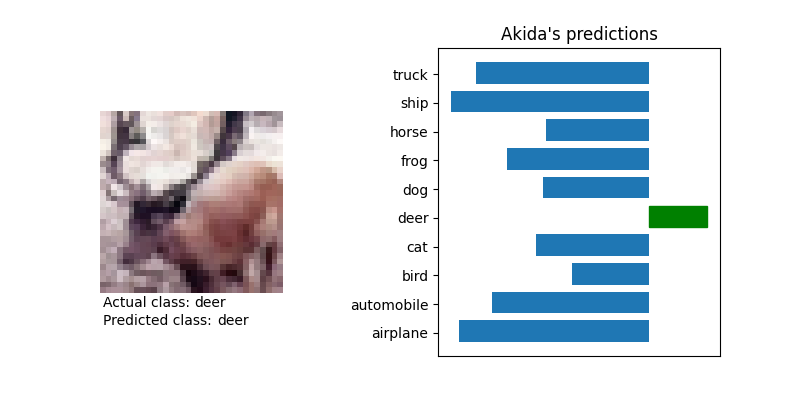 Akida's predictions
truck
ship
horse
frog
dog
deer
cat
bird
automobile
airplane
Actual class: deer
Predicted class: deer